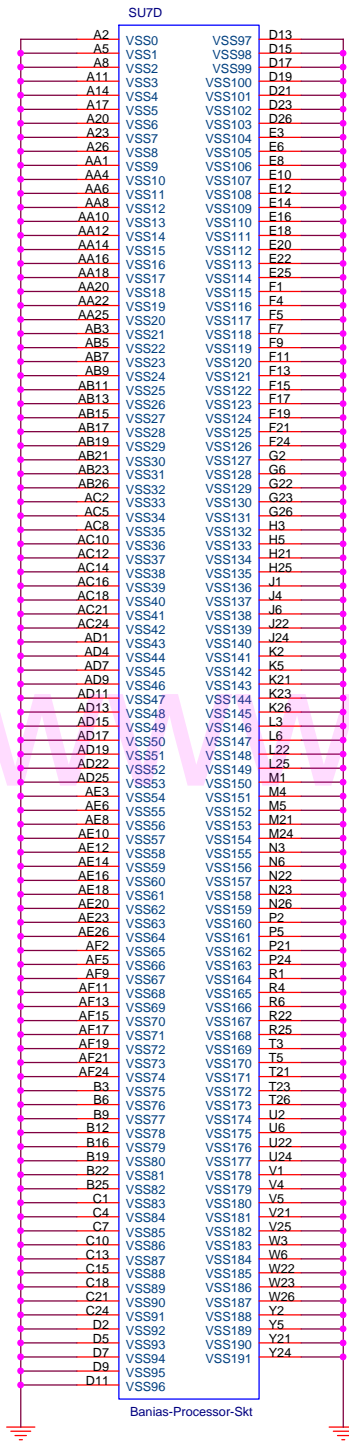 SU7D
A2 VSS0 VSS97 D13
A5 VSS1 VSS98 D15
A8 VSS2 VSS99 D17
A11 VSS3 VSS100 D19
A14 VSS4 VSS101 D21
A17 VSS5 VSS102 D23
A20 VSS6 VSS103 D26
A23 VSS7 VSS104 E3
A26 VSS8 VSS105 E6
AA1 VSS9 VSS106 E8
AA4 VSS10 VSS107 E10
AA6 VSS11 VSS108 E12
AA8 VSS12 VSS109 E14
AA10 VSS13 VSS110 E16
AA12 VSS14 VSS111 E18
AA14 VSS15 VSS112 E20
AA16 VSS16 VSS113 E22
AA18 VSS17 VSS114 E25
AA20 VSS18 VSS115 F1
AA22 VSS19 VSS116 F4
AA25 VSS20 VSS117 F5
AB3 VSS21 VSS118 F7
AB5 VSS22 VSS119 F9
AB7 VSS23 VSS120 F11
AB9 VSS24 VSS121 F13
AB11 VSS25 VSS122 F15
AB13 VSS26 VSS123 F17
AB15 VSS27 VSS124 F19
AB17 VSS28 VSS125 F21
AB19 VSS29 VSS126 F24
AB21 VSS30 VSS127 G2
AB23 VSS31 VSS128 G6
AB26 VSS32 VSS129 G22
AC2 VSS33 VSS130 G23
AC5 VSS34 VSS131 G26
AC8 VSS35 VSS132 H3
AC10 VSS36 VSS133 H5
AC12 VSS37 VSS134 H21
AC14 VSS38 VSS135 H25
AC16 VSS39 VSS136 J1
AC18 VSS40 VSS137 J4
AC21 VSS41 VSS138 J6
AC24 VSS42 VSS139 J22
AD1 VSS43 VSS140 J24
AD4 VSS44 VSS141 K2
AD7 VSS45 VSS142 K5
AD9 VSS46 VSS143 K21
AD11 VSS47 VSS144 K23
AD13 VSS48 VSS145 K26
AD15 VSS49 VSS146 L3
AD17 VSS50 VSS147 L6
AD19 VSS51 VSS148 L22
AD22 VSS52 VSS149 L25
AD25 VSS53 VSS150 M1
AE3 VSS54 VSS151 M4
AE6 VSS55 VSS152 M5
AE8 VSS56 VSS153 M21
AE10 VSS57 VSS154 M24
AE12 VSS58 VSS155 N3
AE14 VSS59 VSS156 N6
AE16 VSS60 VSS157 N22
AE18 VSS61 VSS158 N23
AE20 VSS62 VSS159 N26
AE23 VSS63 VSS160 P2
AE26 VSS64 VSS161 P5
AF2 VSS65 VSS162 P21
AF5 VSS66 VSS163 P24
AF9 VSS67 VSS164 R1
AF11 VSS68 VSS165 R4
AF13 VSS69 VSS166 R6
AF15 VSS70 VSS167 R22
AF17 VSS71 VSS168 R25
AF19 VSS72 VSS169 T3
AF21 VSS73 VSS170 T5
AF24 VSS74 VSS171 T21
B3 VSS75 VSS172 T23
B6 VSS76 VSS173 T26
B9 VSS77 VSS174 U2
B12 VSS78 VSS175 U6
B16 VSS79 VSS176 U22
B19 VSS80 VSS177 U24
B22 VSS81 VSS178 V1
B25 VSS82 VSS179 V4
C1 VSS83 VSS180 V5
C4 VSS84 VSS181 V21
C7 VSS85 VSS182 V25
C10 VSS86 VSS183 W3
C13 VSS87 VSS184 W6
C15 VSS88 VSS185 W22
C18 VSS89 VSS186 W23
C21 VSS90 VSS187 W26
C24 VSS91 VSS188 Y2
D2 VSS92 VSS189 Y5
D5 VSS93 VSS190 Y21
D7 VSS94 VSS191 Y24
D9 VSS95
D11 VSS96
Banias-Processor-Skt